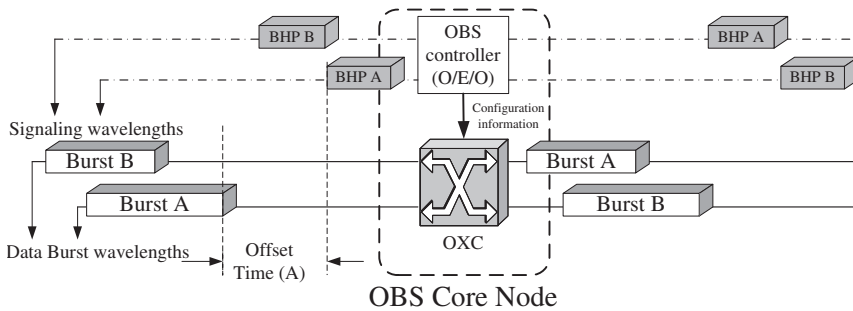 BHP B
OBS
controller
(O/E/O)
BHP A
BHP A
BHP B
Configuration
information
Signaling wavelengths
Burst B
Burst A
Burst A
Burst B
Data Burst wavelengths
Offset
Time (A)
OXC
OBS Core Node